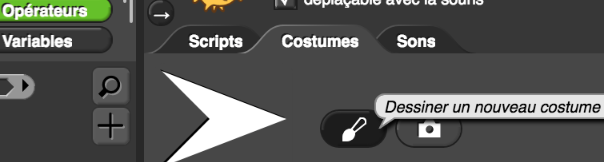 déplaçable avec la souris
Opérateurs
Variables
Scripts Costumes Sons
Dessiner un nouveau costume